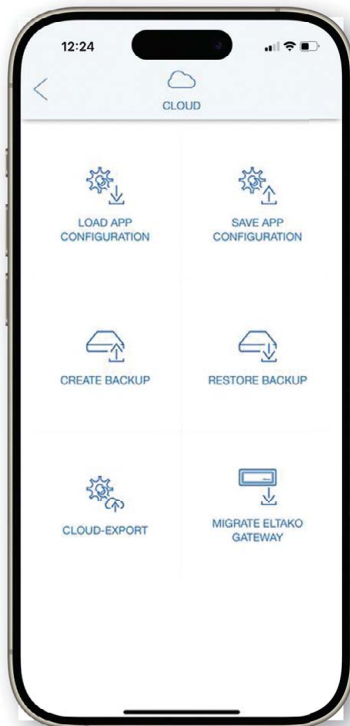 12:24
CLOUD
LOAD APP
CONFIGURATION
SAVE APP
CONFIGURATION
CREATE BACKUP
RESTORE BACKUP
CLOUD-EXPORT
MIGRATE ELTAKO
GATEWAY